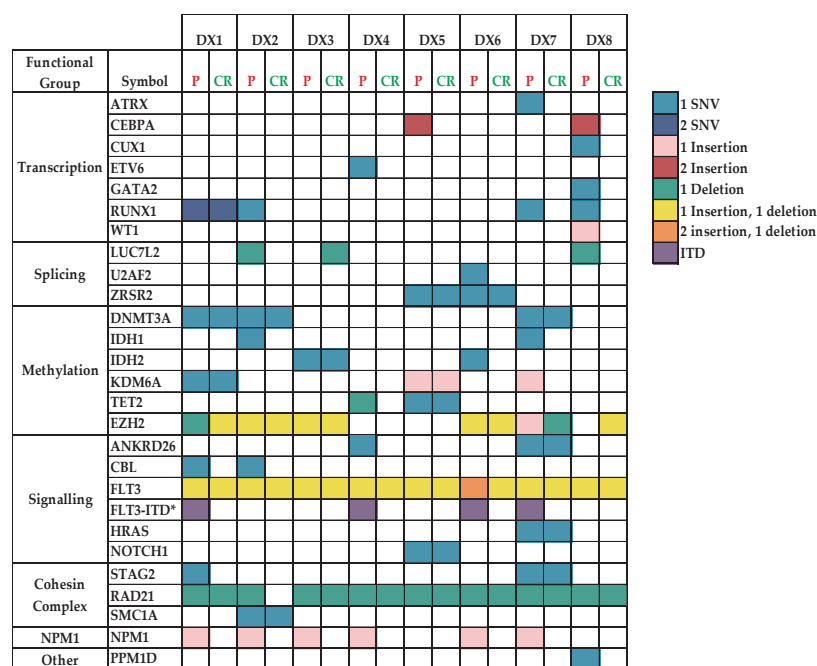 DX1 DX2 DX3 DX4 DX5 DX6 DX7 DX8
Functional
Group Symbol P CR P CR P CR P CR P CR P CR P CR P CR
Transcription
ATRX
CEBPA
CUX1
ETV6
GATA2
RUNX1
WT1
Splicing
LUC7L2
U2AF2
ZRSR2
Methylation
DNMT3A
IDH1
IDH2
KDM6A
TET2
EZH2
Signalling
ANKRD26
CBL
FLT3
FLT3-ITD*
HRAS
NOTCH1
Cohesin
Complex
STAG2
RAD21
SMC1A
NPM1 NPM1
Other PPM1D
1 SNV
2 SNV
1 Insertion
2 Insertion
1 Deletion
1 Insertion, 1 deletion
2 insertion, 1 deletion
ITD